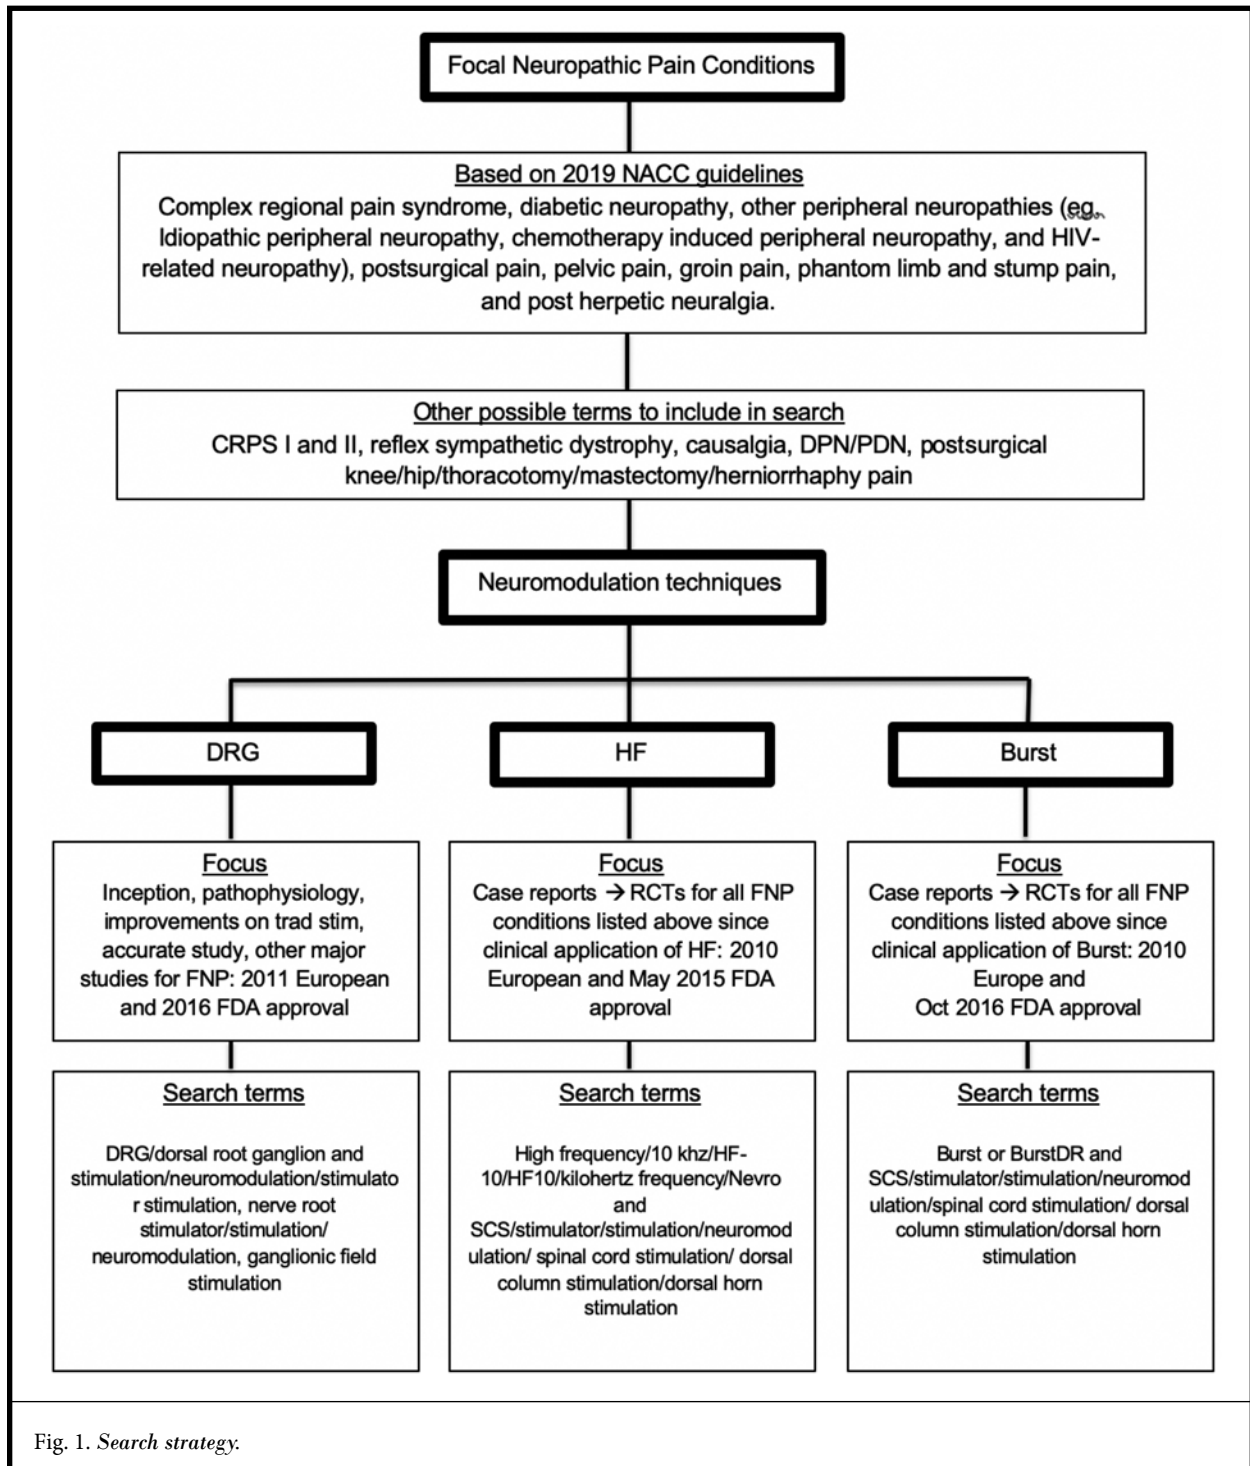 Focal Neuropathic Pain Conditions
Based on 2019 NACC guidelines
Complex regional pain syndrome, diabetic neuropathy, other peripheral neuropathies (eg,
Idiopathic peripheral neuropathy, chemotherapy induced peripheral neuropathy, and HIV-
related neuropathy), postsurgical pain, pelvic pain, groin pain, phantom limb and stump pain,
and post herpetic neuralgia.
Other possible terms to include in search
CRPS I and II, reflex sympathetic dystrophy, causalgia, DPN/PDN, postsurgical
knee/hip/thoracotomy/mastectomy/herniorrhaphy pain
Neuromodulation techniques
DRG
Focus
Inception, pathophysiology,
improvements on trad stim,
accurate study, other major
studies for FNP: 2011 European
and 2016 FDA approval
Search terms
DRG/dorsal root ganglion and
stimulation/neuromodulation/stimulato
r stimulation, nerve root
stimulator/stimulation/
neuromodulation, ganglionic field
stimulation
HF
Focus
Case reports → RCTs for all FNP
conditions listed above since
clinical application of HF: 2010
European and May 2015 FDA
approval
Search terms
High frequency/10 khz/HF-
10/HF10/kilohertz frequency/Nevro
and
SCS/stimulator/stimulation/neuromod
ulation/ spinal cord stimulation/ dorsal
column stimulation/dorsal horn
stimulation
Burst
Focus
Case reports → RCTs for all FNP
conditions listed above since
clinical application of Burst: 2010
Europe and
Oct 2016 FDA approval
Search terms
Burst or BurstDR and
SCS/stimulator/stimulation/neuromod
ulation/spinal cord stimulation/ dorsal
column stimulation/dorsal horn
stimulation
Fig. 1. Search strategy.